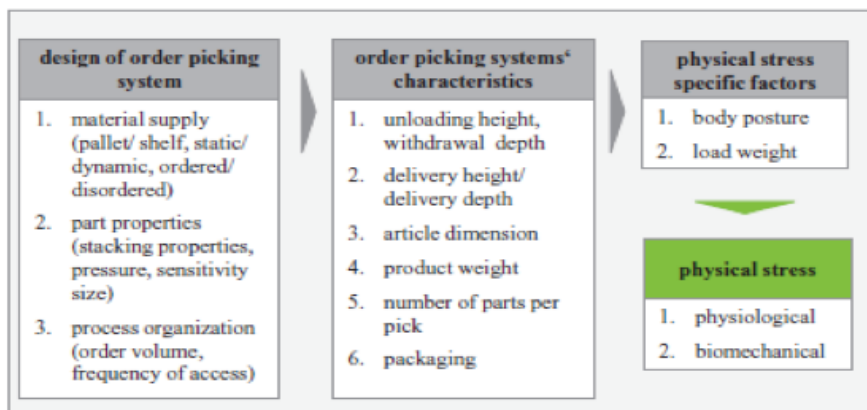 design of order picking
system
1. material supply
(pallet/ shelf, static/
dynamic, ordered/
disordered)
2. part properties
(stacking properties,
pressure, sensitivity
size)
3. process organization
(order volume,
frequency of access)
order picking systems‘
characteristics
1. unloading height,
withdrawal depth
2. delivery height/
delivery depth
3. article dimension
4. product weight
5. number of parts per
pick
6. packaging
physical stress
specific factors
1. body posture
2. load weight
physical stress
1. physiological
2. biomechanical